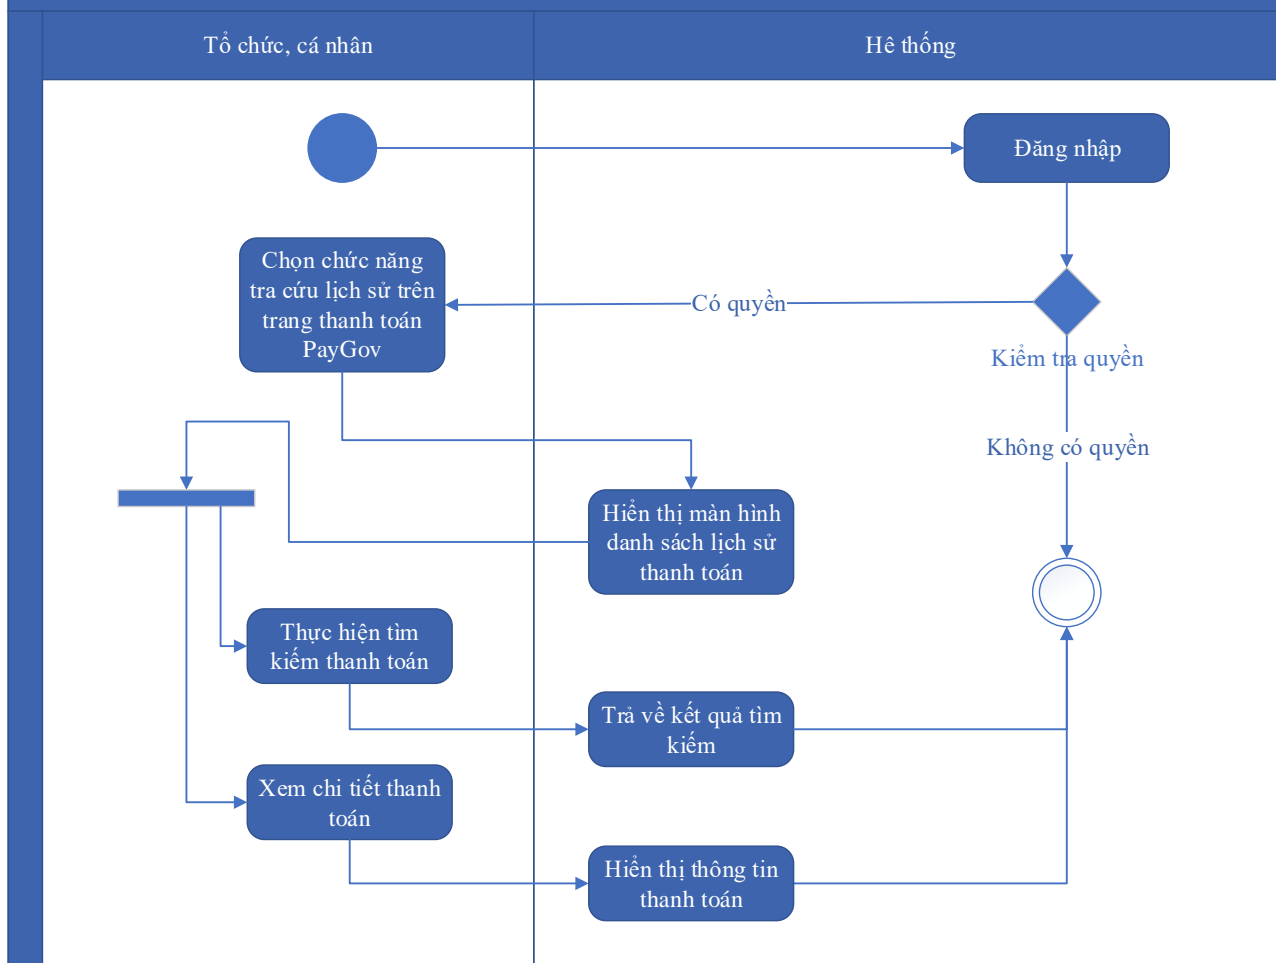 Tổ chức, cá nhân
Hê thống
Đăng nhập
Chọn chức năng
tra cứu lịch sử trên
trang thanh toán
PayGov
Có quyền
Kiểm tra quyền
Không có quyền
Hiển thị màn hình
danh sách lịch sử
thanh toán
Thực hiện tìm
kiếm thanh toán
Trả về kết quả tìm
kiếm
Xem chi tiết thanh
toán
Hiển thị thông tin
thanh toán